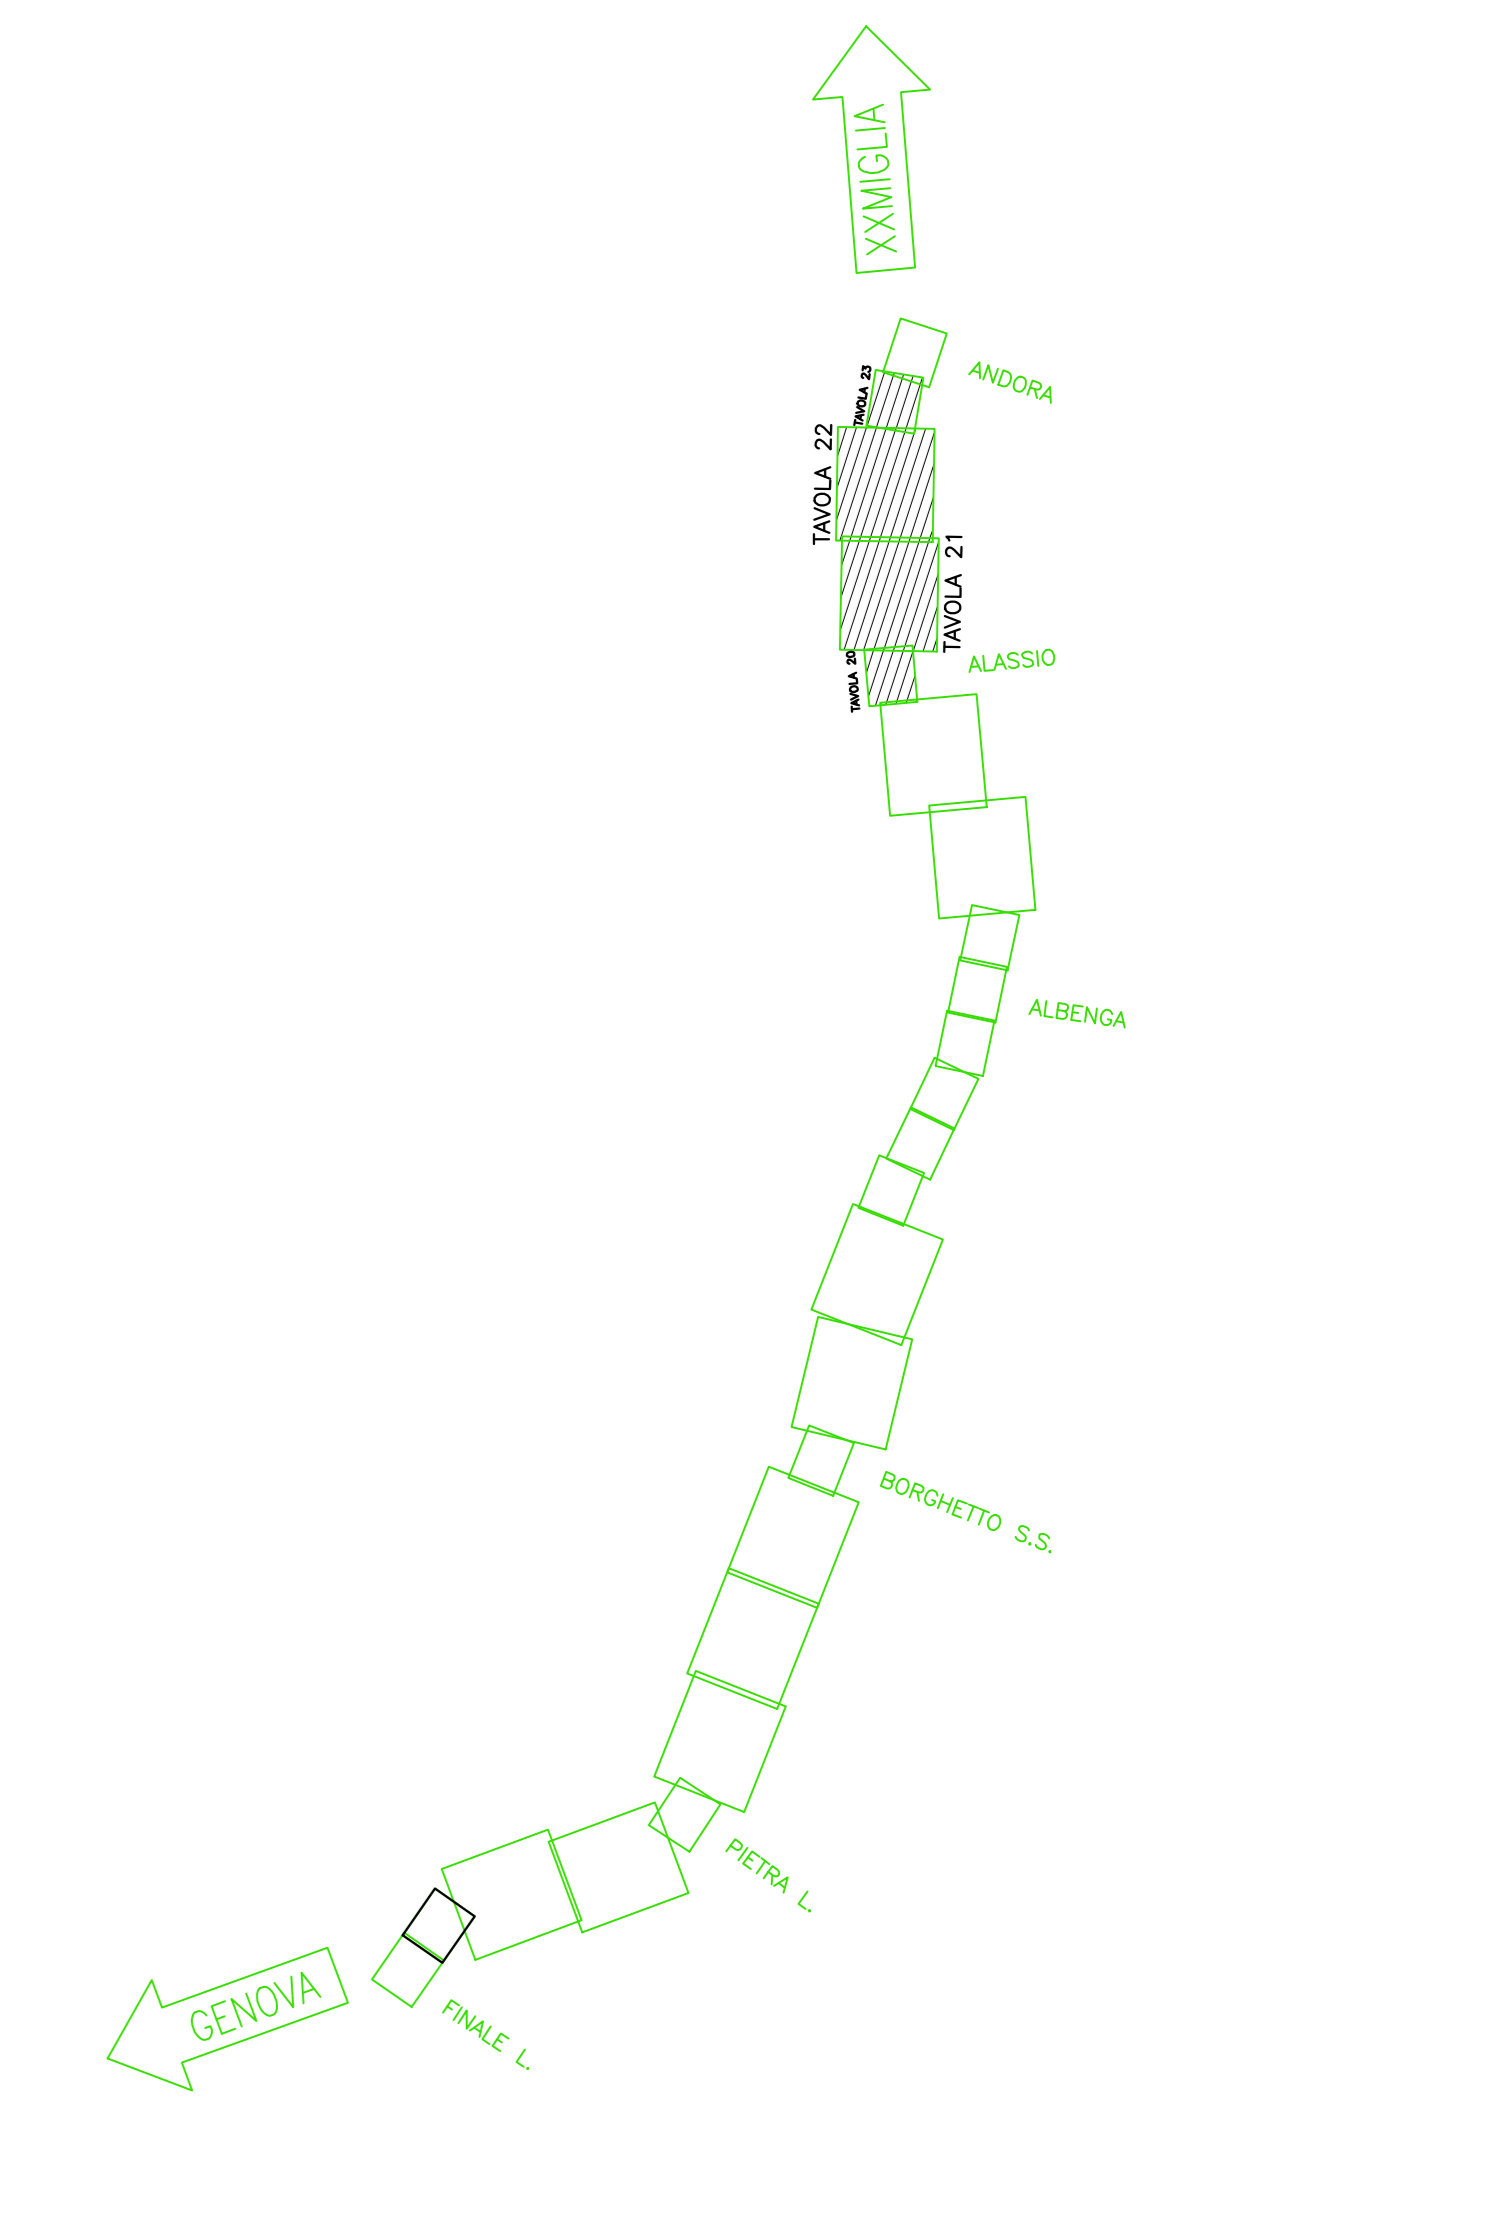 XXMIGLIA
ANDORA
TAVOLA 23
TAVOLA 22
TAVOLA 21
ALASSIO
TAVOLA 20
ALBENGA
BORGHETTO S.S.
PIETRA L.
GENOVA
FINALE L.